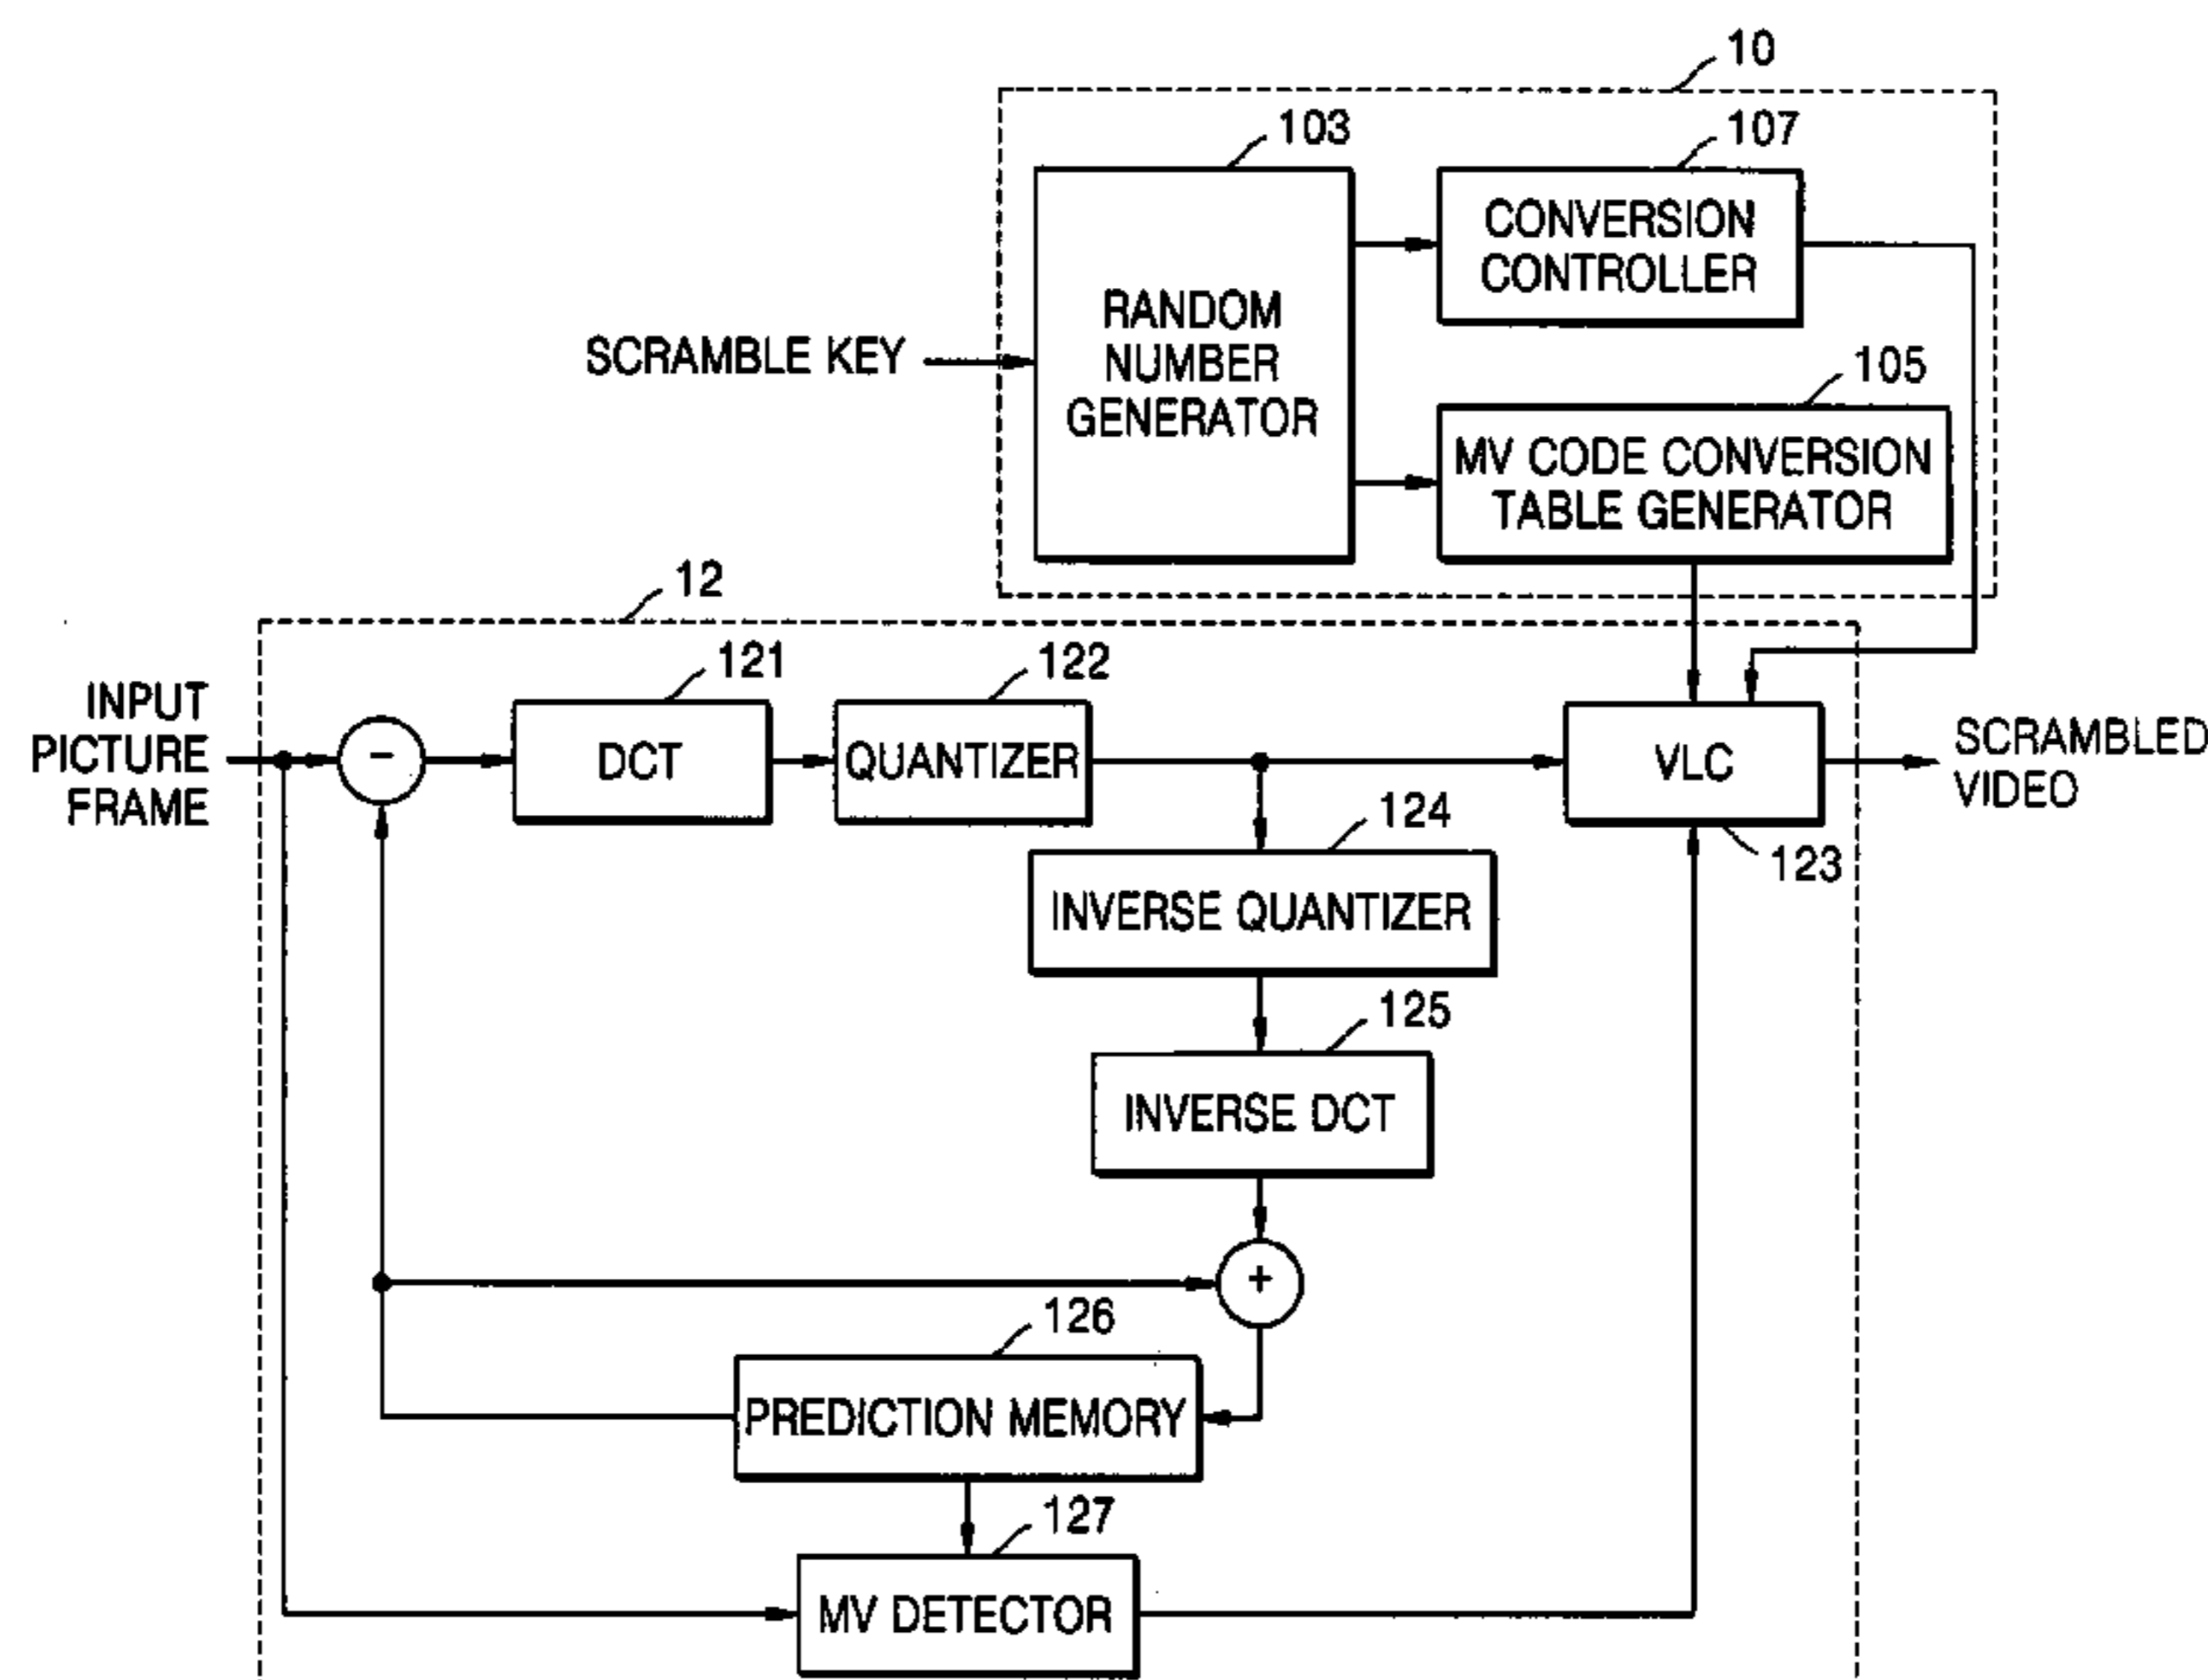 10
103
107
CONVERSION
CONTROLLER
RANDOM
NUMBER
GENERATOR
SCRAMBLE KEY
105
MV CODE CONVERSION
TABLE GENERATOR
12
121
122
INPUT
PICTURE
FRAME
-
DCT
QUANTIZER
VLC
SCRAMBLED
VIDEO
124
123
INVERSE QUANTIZER
125
INVERSE DCT
+
126
PREDICTION MEMORY
127
MV DETECTOR